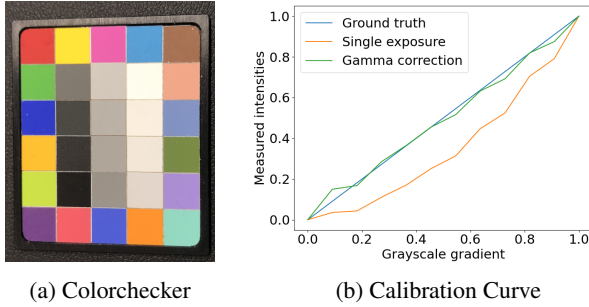 Ground truth
Single exposure
Gamma correction
Measured intensities
1.0
0.8
0.6
0.4
0.2
0.0
0.0 0.2 0.4 0.6 0.8 1.0
Grayscale gradient
(a) Colorchecker
(b) Calibration Curve